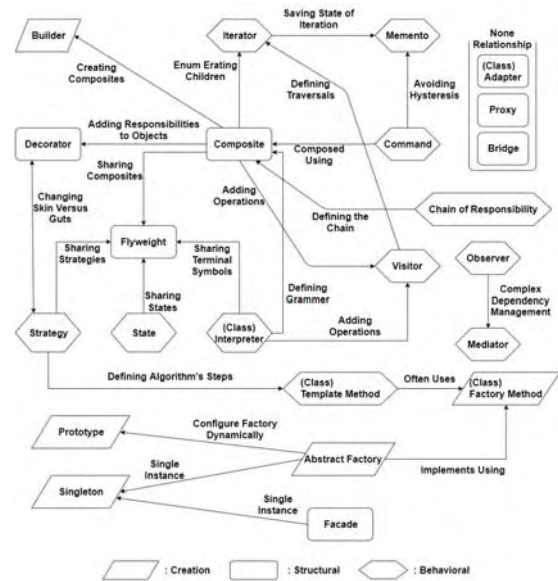 Builder
Iterator
Saving State of
Iteration
Memento
None
Relationship
(Class)
Adapter
Proxy
Bridge
Creating
Composites
Enum Erating
Children
Defining
Traversals
Avoiding
Hysteresis
Decorator
Adding Responsibilities
to Objects
Composite
Composed
Using
Command
Sharing
Composites
Adding
Operations
Changing
Skin Versus
Guts
Defining the
Chain
Chain of Responsibility
Flyweight
Sharing
Strategies
Sharing
Terminal
Symbols
Visitor
Observer
Sharing
States
Defining
Grammer
Complex
Dependency
Management
Strategy
State
(Class)
Interpreter
Adding
Operations
Mediator
Defining Algorithm's Steps
(Class)
Template Method
Often Uses
(Class)
Factory Method
Prototype
Configure Factory
Dynamically
Abstract Factory
Implements Using
Single
Instance
Singleton
Single
Instance
Facade
: Creation
: Structural
: Behavioral